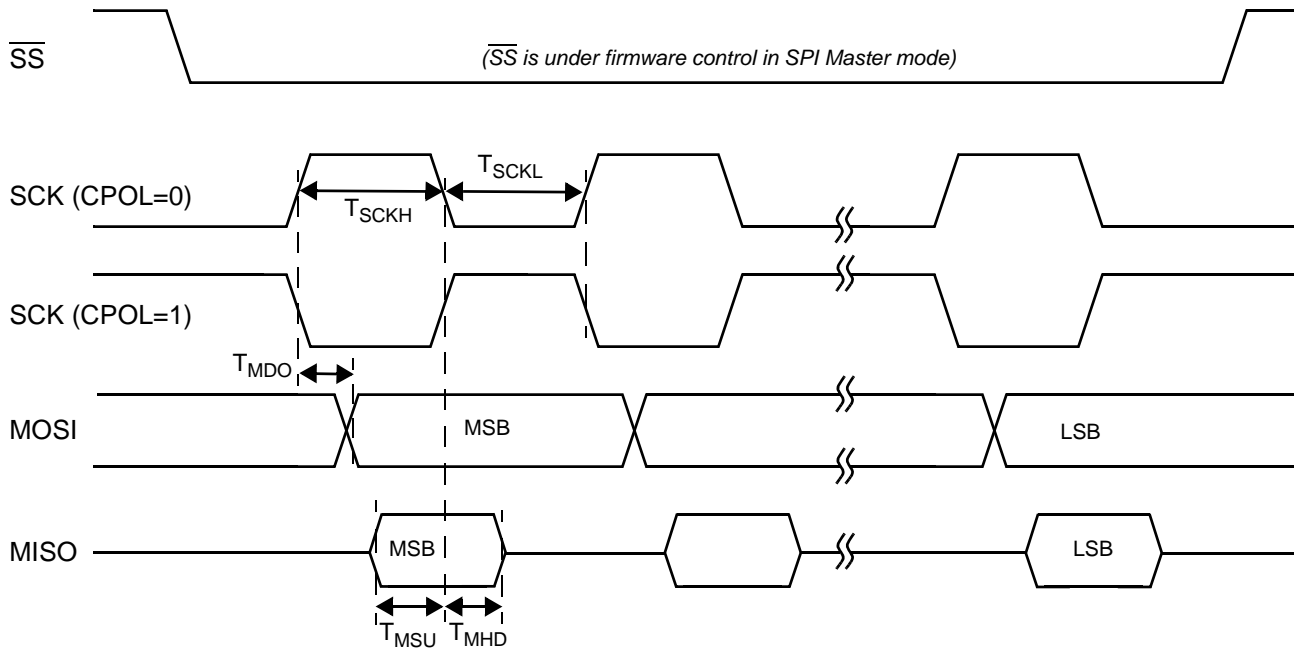 SS
(SS is under firmware control in SPI Master mode)
SCK (CPOL=0)
TSCKH
TSCKL
SCK (CPOL=1)
TMDO
MOSI
MSB
LSB
MISO
MSB
LSB
TMSU
TMHD